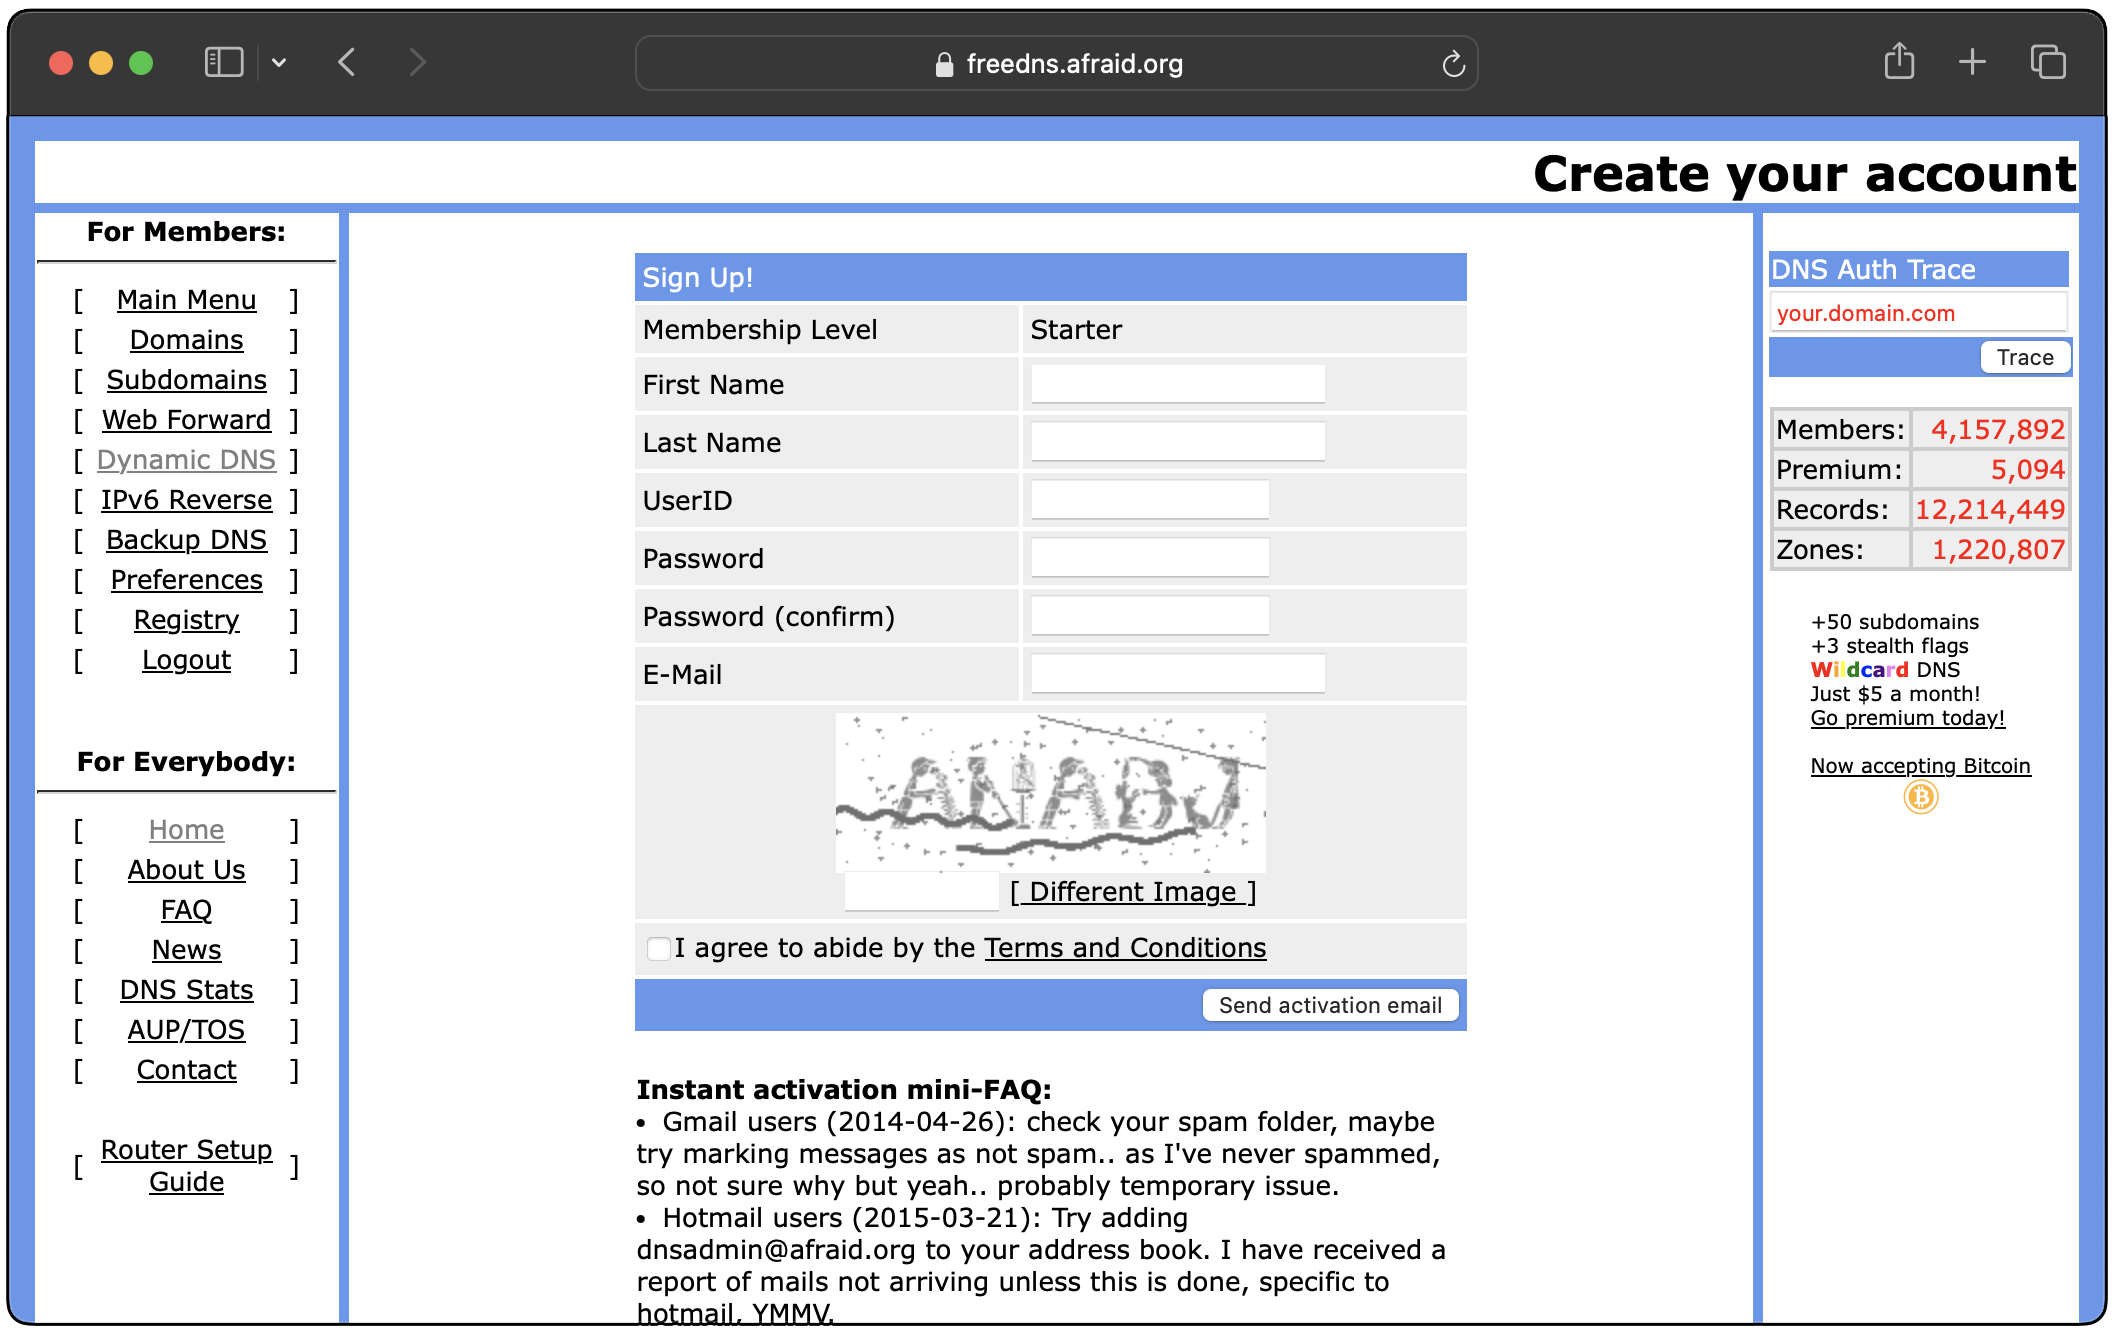 freedns.afraid.org
Create your account
For Members:
[ Main Menu ]
[ Domains ]
[ Subdomains ]
[ Web Forward ]
[ Dynamic DNS ]
[ IPv6 Reverse ]
[ Backup DNS ]
[ Preferences ]
[ Registry ]
[ Logout ]
For Everybody:
[ Home ]
[ About Us ]
[ FAQ ]
[ News ]
[ DNS Stats ]
[ AUP/TOS ]
[ Contact ]
[ Router Setup
Guide ]
Sign Up!
Membership Level Starter
First Name
Last Name
UserID
Password
Password (confirm)
E-Mail
[ Different Image ]
I agree to abide by the Terms and Conditions
Send activation email
Instant activation mini-FAQ:
• Gmail users (2014-04-26): check your spam folder, maybe
try marking messages as not spam.. as I've never spammed,
so not sure why but yeah.. probably temporary issue.
• Hotmail users (2015-03-21): Try adding
dnsadmin@afraid.org to your address book. I have received a
report of mails not arriving unless this is done, specific to
hotmail, YMMV.
DNS Auth Trace
your.domain.com
Trace
Members: 4,157,892
Premium: 5,094
Records: 12,214,449
Zones: 1,220,807
+50 subdomains
+3 stealth flags
Wildcard DNS
Just $5 a month!
Go premium today!
Now accepting Bitcoin